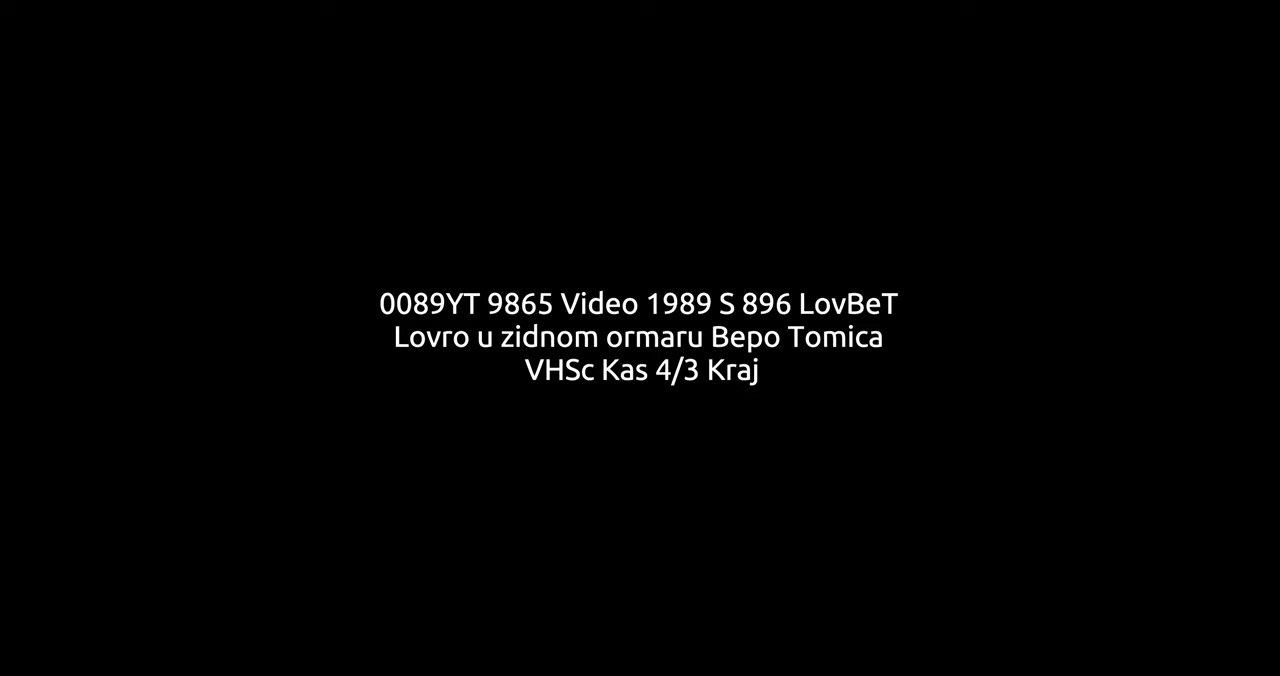 0089YT 9865 Video 1989 S 896 LovBeT
Lovro u zidnom ormaru Bepo Tomica
VHSc Kas 4/3 Kraj